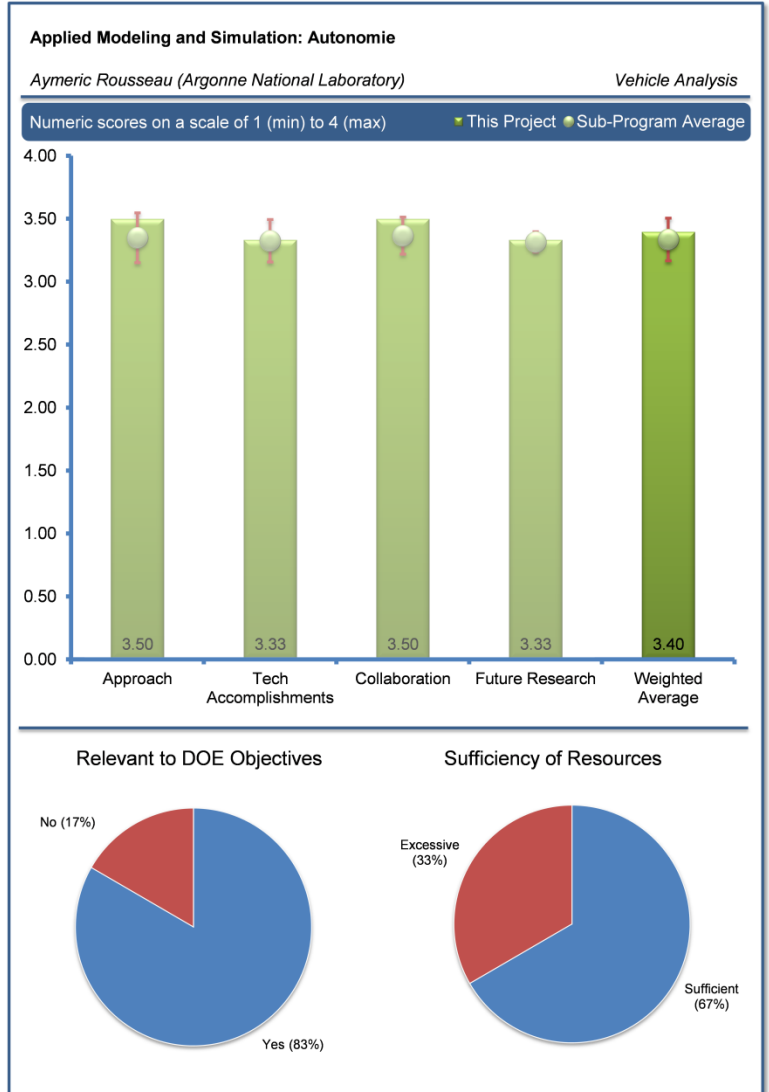 Applied Modeling and Simulation: Autonomie
Aymeric Rousseau (Argonne National Laboratory) Vehicle Analysis
Numeric scores on a scale of 1 (min) to 4 (max) This Project Sub-Program Average
4.00
3.50
3.00
2.50
2.00
1.50
1.00
0.50
0.00
3.50 3.33 3.50 3.33 3.40
Approach Tech Accomplishments Collaboration Future Research Weighted Average
Relevant to DOE Objectives
No (17%)
Yes (83%)
Sufficiency of Resources
Excessive
(33%)
Sufficient
(67%)